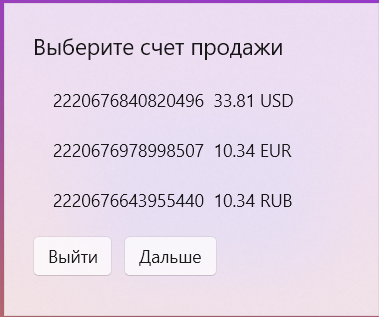 Выберите счет продажи
2220676840820496 33.81 USD
2220676978998507 10.34 EUR
2220676643955440 10.34 RUB
Выйти Дальше